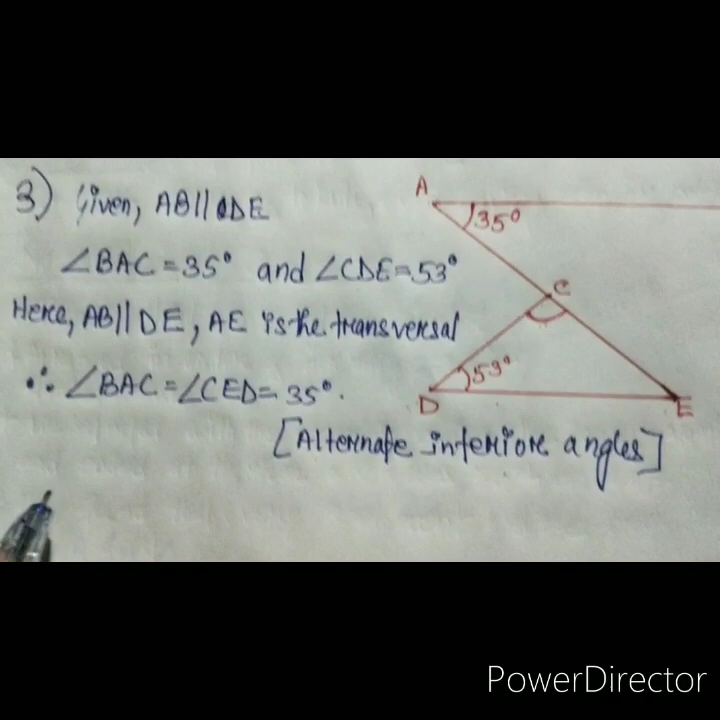 3) Given, AB||DE
∠BAC=35° and ∠CDE=53°
Here, AB||DE, AE is the transversal
∴ ∠BAC=∠CED=35°.
[Alternate interiore angles]
A
35°
C
53°
D
E
PowerDirector